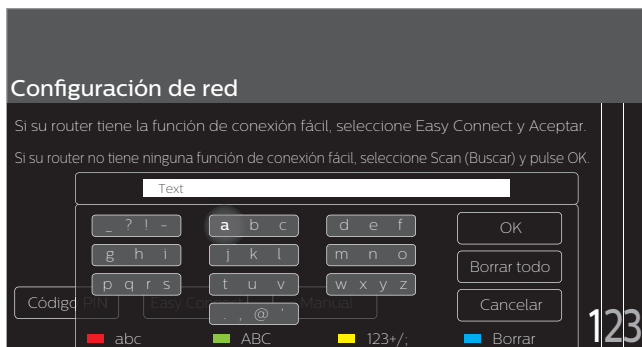 Configuración de red
Si su router tiene la función de conexión fácil, seleccione Easy Connect y Aceptar.
Si su router no tiene ninguna función de conexión fácil, seleccione Scan (Buscar) y pulse OK.
Text
_ ? ! - a b c d e f OK
g h i j k l m n o Borrar todo
p q r s t u v w x y z
Código PIN Easy Connect Manual Cancelar
. , @ '
abc ABC 123+/; Borrar 123